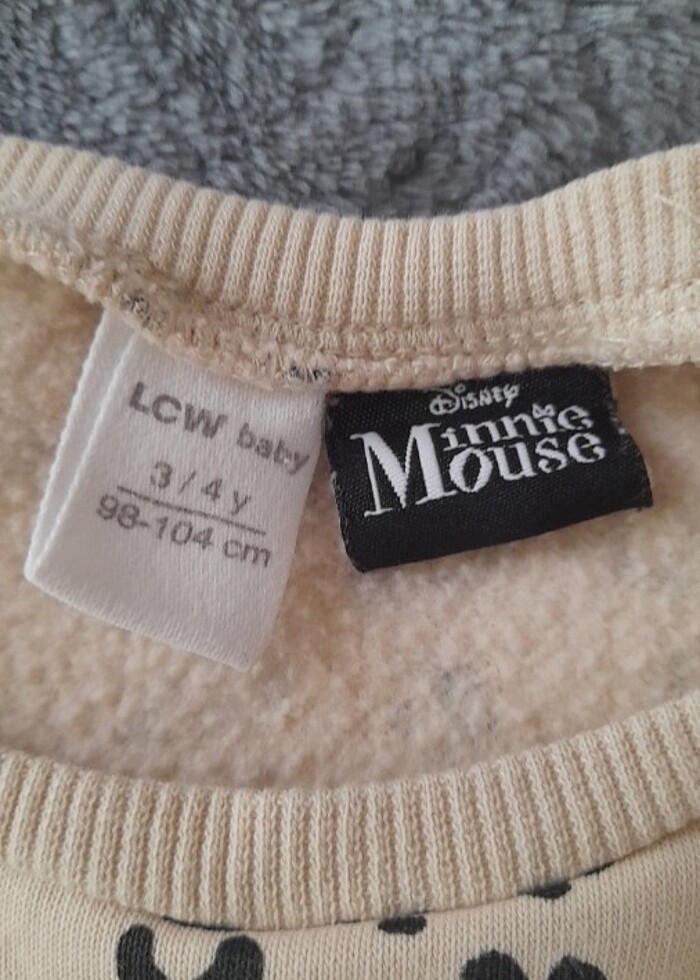 LCW baby
3/4 y
98-104 cm
Disney
Minnie
Mouse